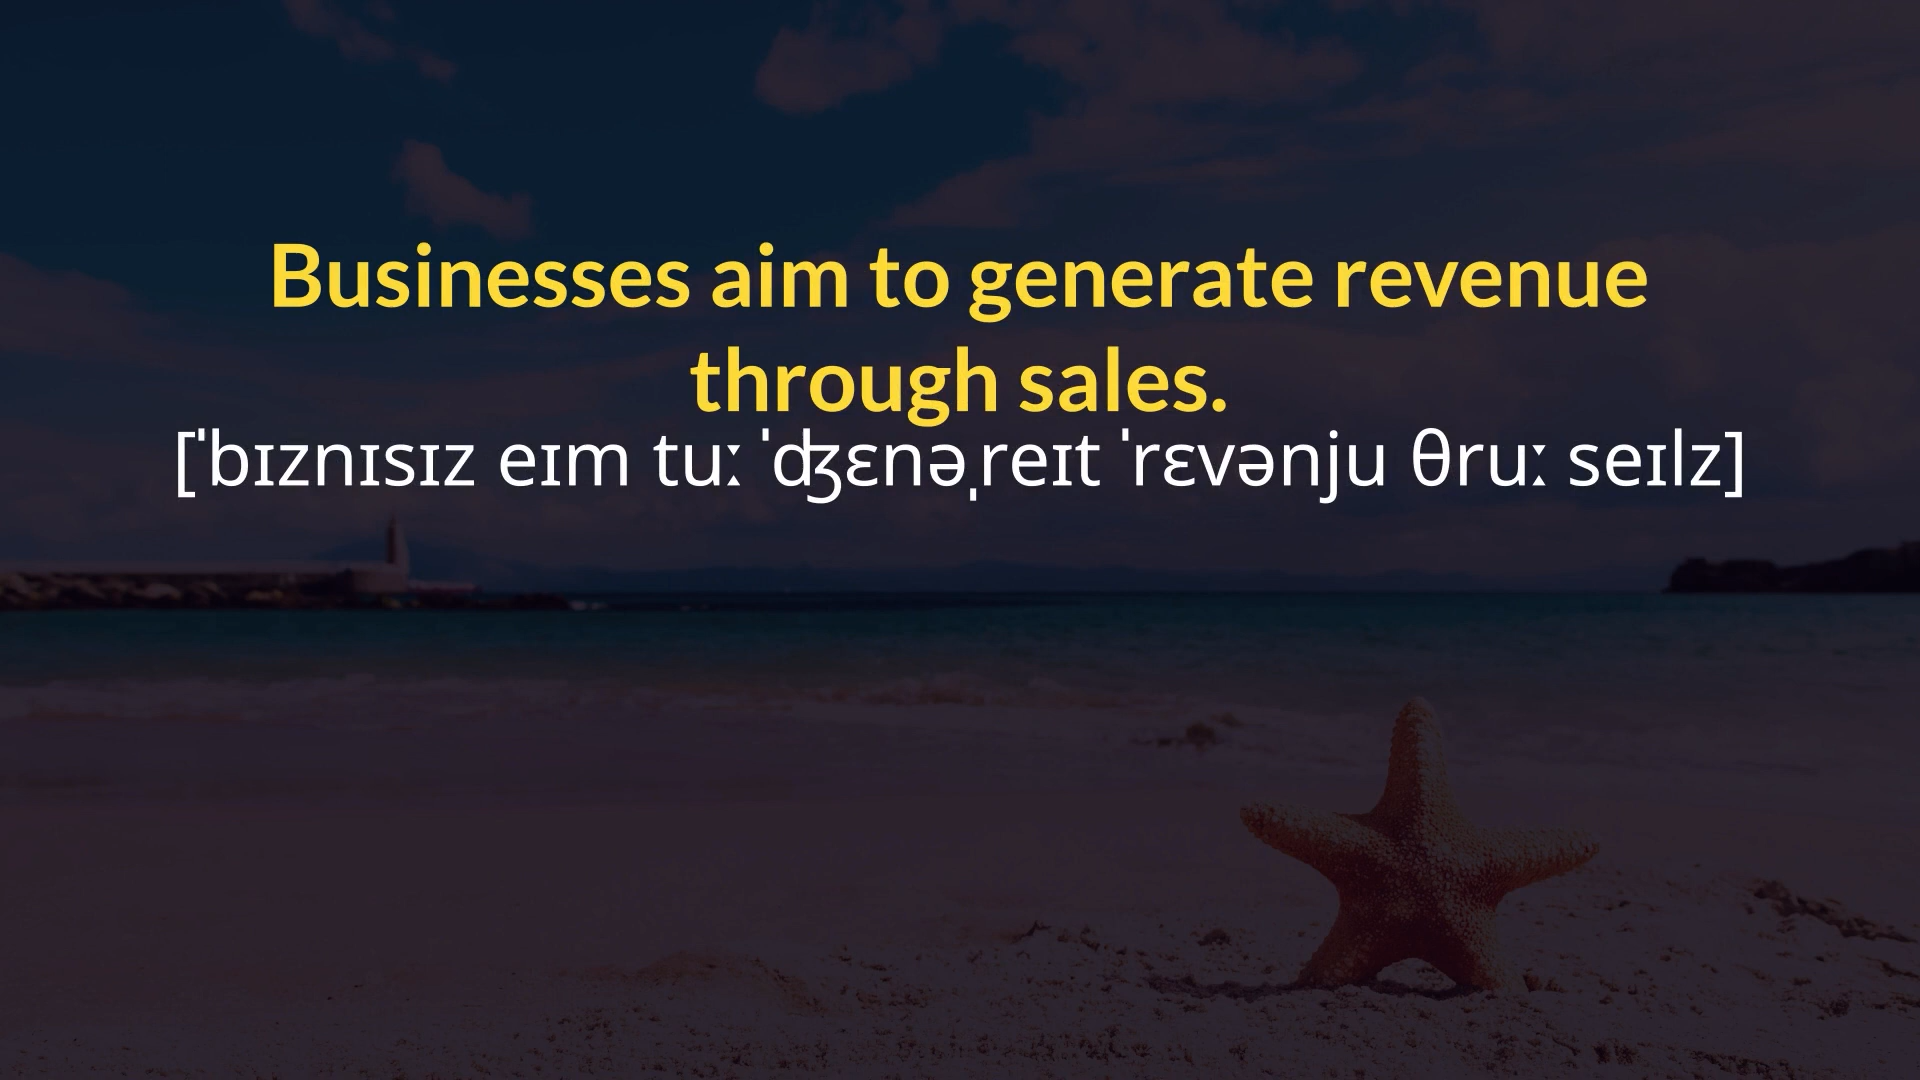 Businesses aim to generate revenue
through sales.
[ˈbɪznɪsɪz eɪm tuː ˈʤɛnəˌreɪt ˈrɛvənju θruː seɪlz]